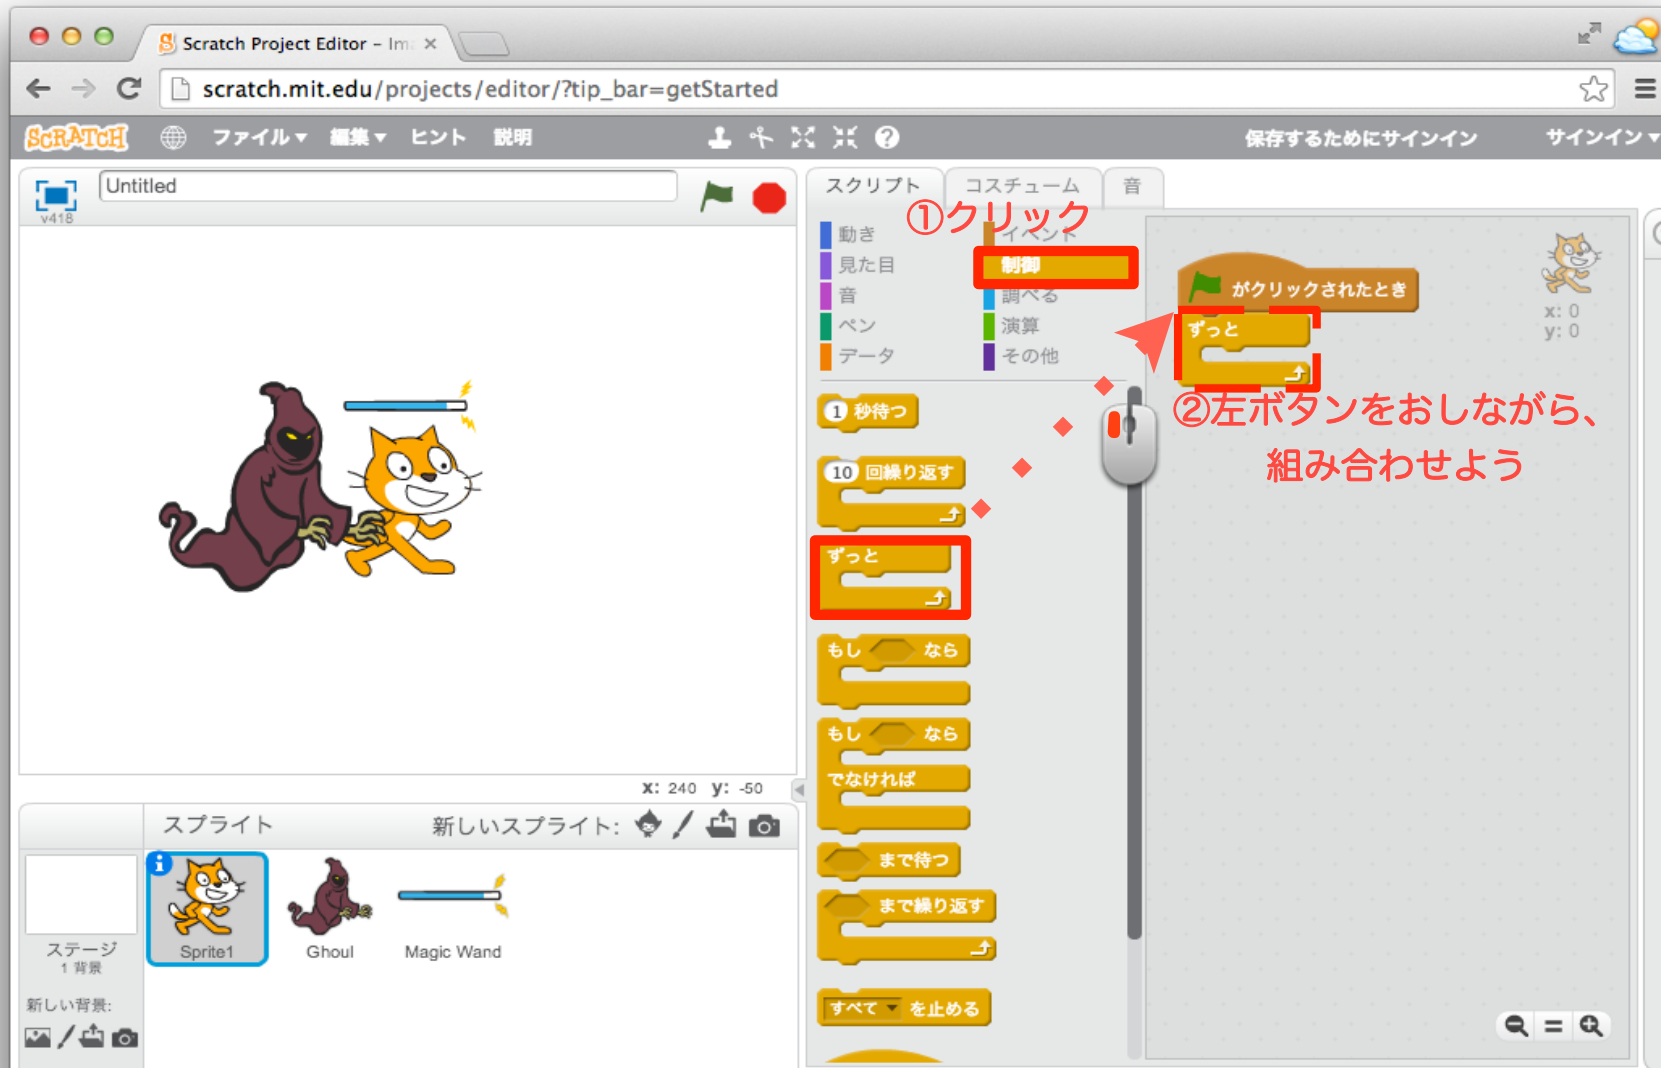 Scratch Project Editor – Im
scratch.mit.edu/projects/editor/?tip_bar=getStarted
SCRATCH ファイル 編集 ヒント 説明 保存するためにサインイン サインイン
v418 Untitled
スクリプト コスチューム 音
①クリック
動き イベント
見た目 制御
音 調べる
ペン 演算
データ その他
がクリックされたとき
ずっと
x: 0
y: 0
②左ボタンをおしながら、
組み合わせよう
1 秒待つ
10 回繰り返す
ずっと
もし なら
もし なら
でなければ
まで待つ
まで繰り返す
すべて を止める
x: 240 y: -50
スプライト 新しいスプライト:
Sprite1 Ghoul Magic Wand
ステージ
1 背景
新しい背景: